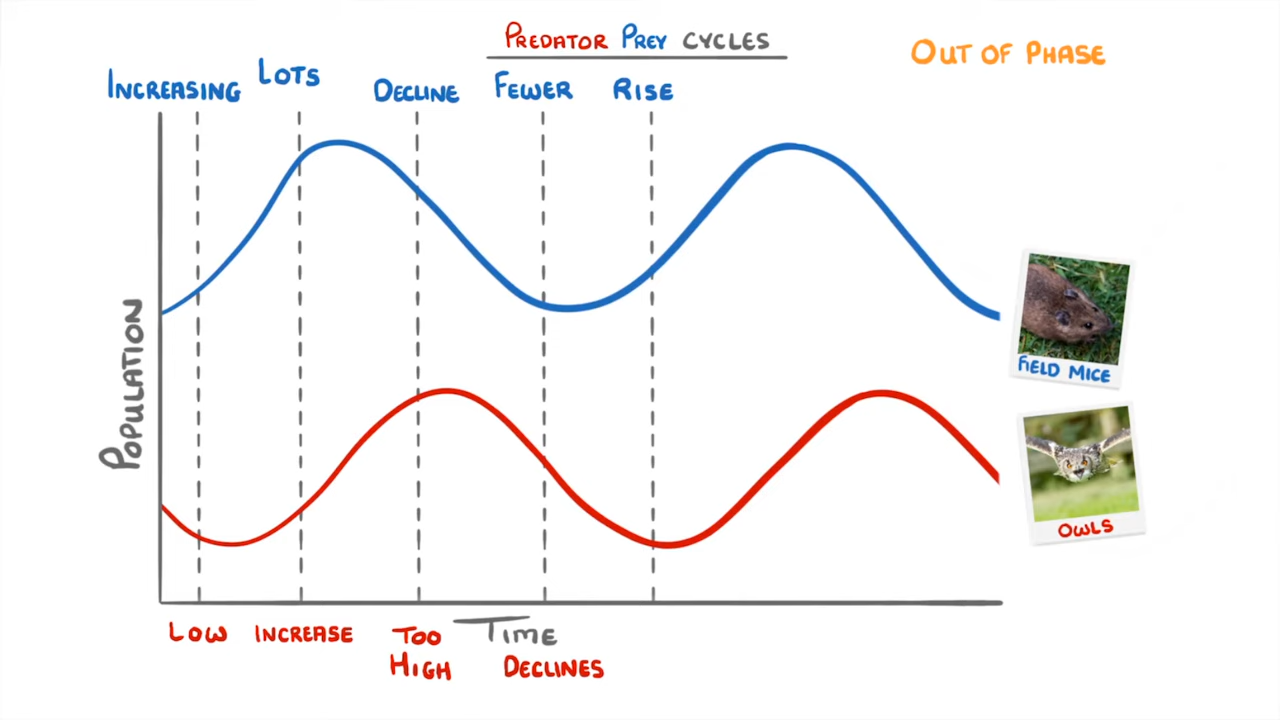 PREDATOR PREY CYCLES
OUT OF PHASE
INCREASING
LOTS
DECLINE
FEWER
RISE
POPULATION
FIELD MICE
OWLS
LOW
INCREASE
TOO
HIGH
TIME
DECLINES